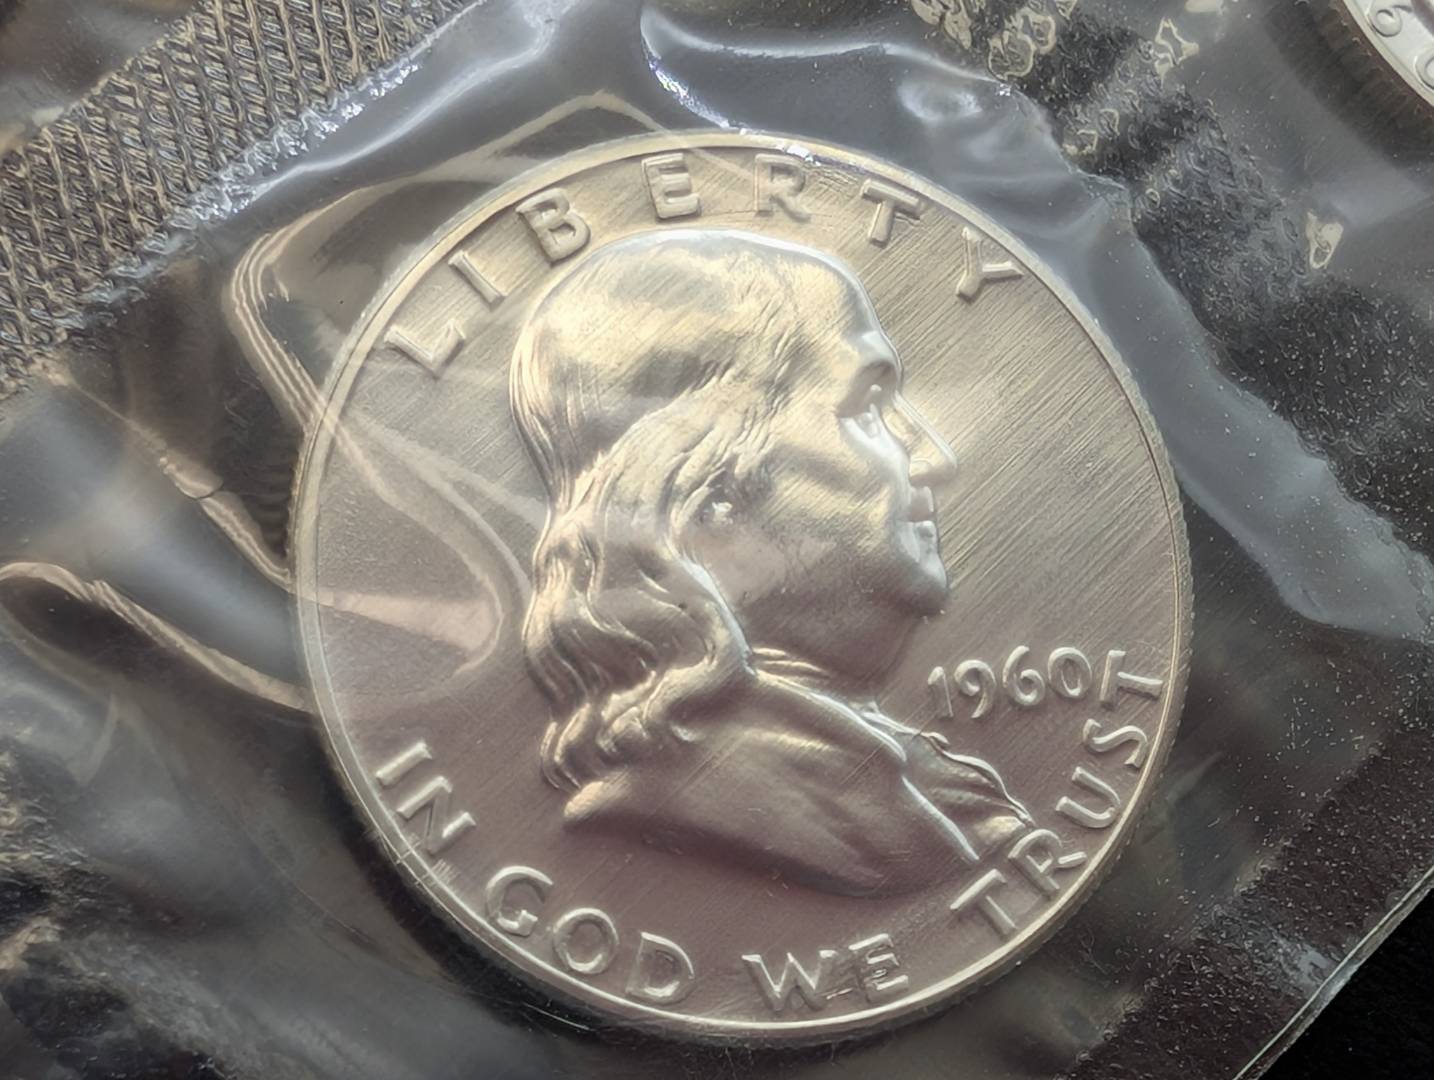 LIBERTY
1960
IN GOD WE TRUST